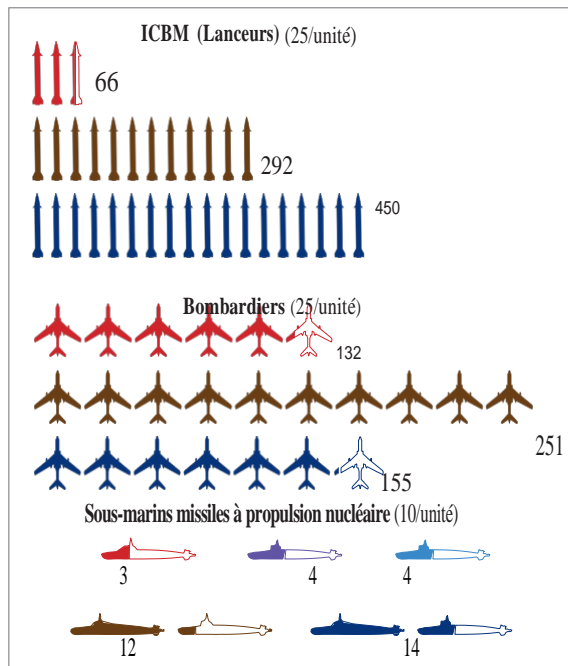 ICBM (Lanceurs) (25/unité)
66
292
450
Bombardiers (25/unité)
132
251
155
Sous-marins missiles à propulsion nucléaire (10/unité)
3 4 4
12 14